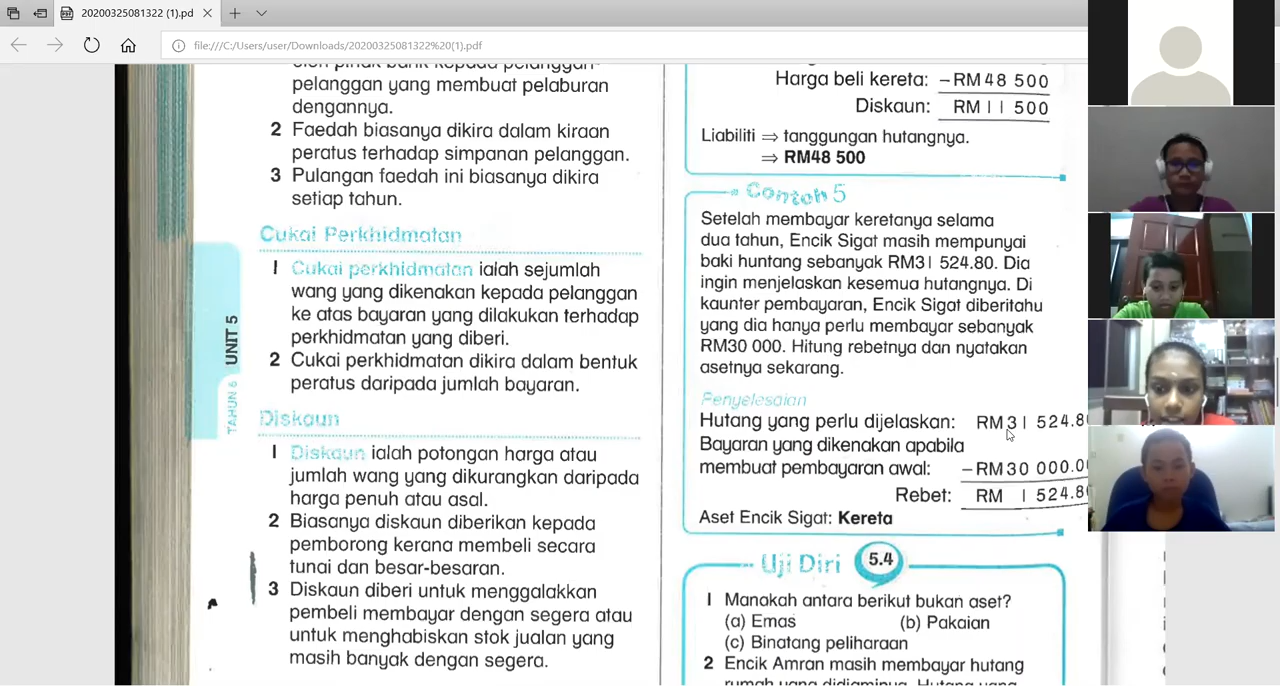 20200325081322 (1).pd
file:///C:/Users/user/Downloads/20200325081322%20(1).pdf
pelanggan yang membuat pelaburan
dengannya.
2 Faedah biasanya dikira dalam kiraan
peratus terhadap simpanan pelanggan.
3 Pulangan faedah ini biasanya dikira
setiap tahun.
Cukai Perkhidmatan
1 Cukai perkhidmatan ialah sejumlah
wang yang dikenakan kepada pelanggan
ke atas bayaran yang dilakukan terhadap
perkhidmatan yang diberi.
2 Cukai perkhidmatan dikira dalam bentuk
peratus daripada jumlah bayaran.
Diskaun
1 Diskaun ialah potongan harga atau
jumlah wang yang dikurangkan daripada
harga penuh atau asal.
2 Biasanya diskaun diberikan kepada
pemborong kerana membeli secara
tunai dan besar-besaran.
3 Diskaun diberi untuk menggalakkan
pembeli membayar dengan segera atau
untuk menghabiskan stok jualan yang
masih banyak dengan segera.
TAHUN 6 UNIT 5
Harga beli kereta: –RM48 500
Diskaun: RM11 500
Liabiliti ⇒ tanggungan hutangnya.
⇒ RM48 500
Contoh 5
Setelah membayar keretanya selama
dua tahun, Encik Sigat masih mempunyai
baki huntang sebanyak RM31 524.80. Dia
ingin menjelaskan kesemua hutangnya. Di
kaunter pembayaran, Encik Sigat diberitahu
yang dia hanya perlu membayar sebanyak
RM30 000. Hitung rebetnya dan nyatakan
asetnya sekarang.
Penyelesaian
Hutang yang perlu dijelaskan: RM31 524.80
Bayaran yang dikenakan apabila
membuat pembayaran awal: –RM30 000.0
Rebet: RM 1 524.80
Aset Encik Sigat: Kereta
Uji Diri 5.4
1 Manakah antara berikut bukan aset?
(a) Emas (b) Pakaian
(c) Binatang peliharaan
2 Encik Amran masih membayar hutang